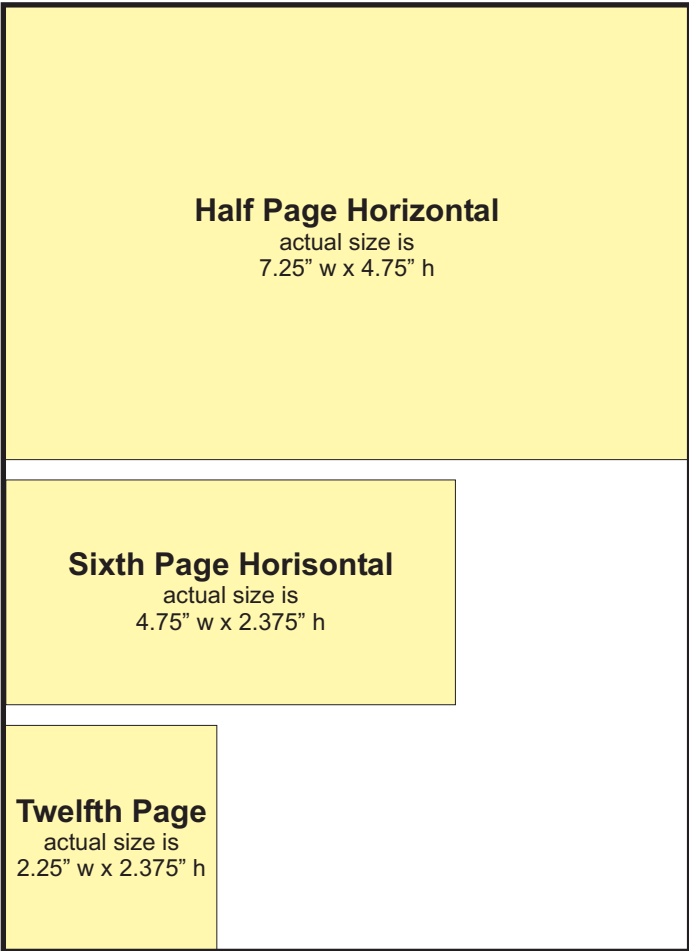 Half Page Horizontal
actual size is
7.25” w x 4.75” h
Sixth Page Horisontal
actual size is
4.75” w x 2.375” h
Twelfth Page
actual size is
2.25” w x 2.375” h